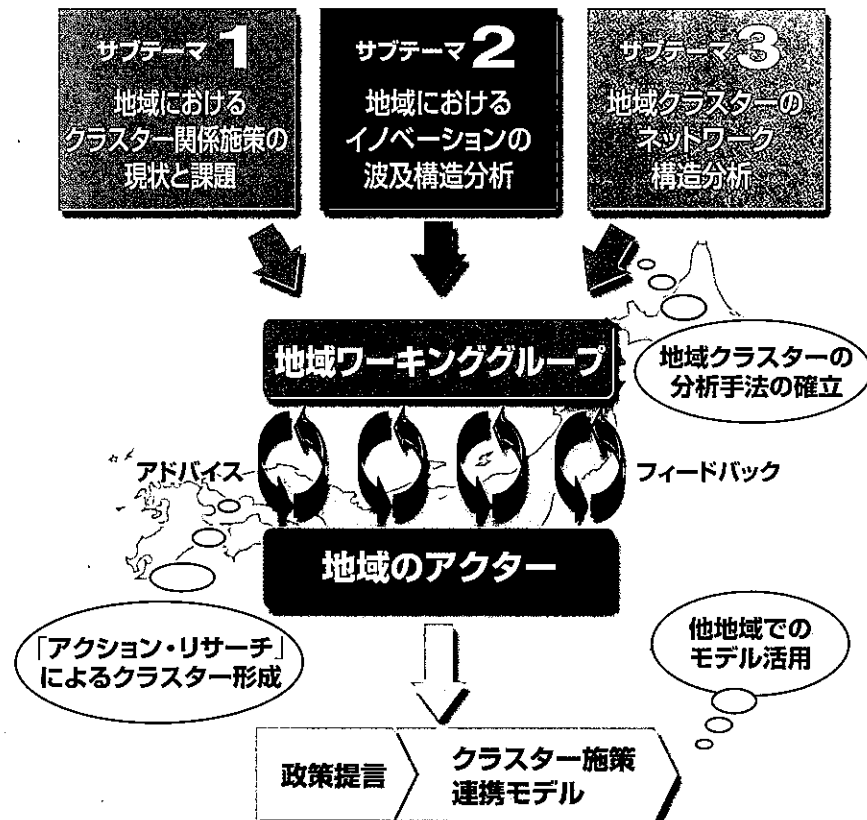 サブテーマ1
地域における
クラスター関係施策の
現状と課題
サブテーマ2
地域における
イノベーションの
波及構造分析
サブテーマ3
地域クラスターの
ネットワーク
構造分析
地域ワーキンググループ
地域クラスターの
分析手法の確立
アドバイス
フィードバック
地域のアクター
「アクション・リサーチ」
によるクラスター形成
他地域での
モデル活用
政策提言
クラスター施策
連携モデル